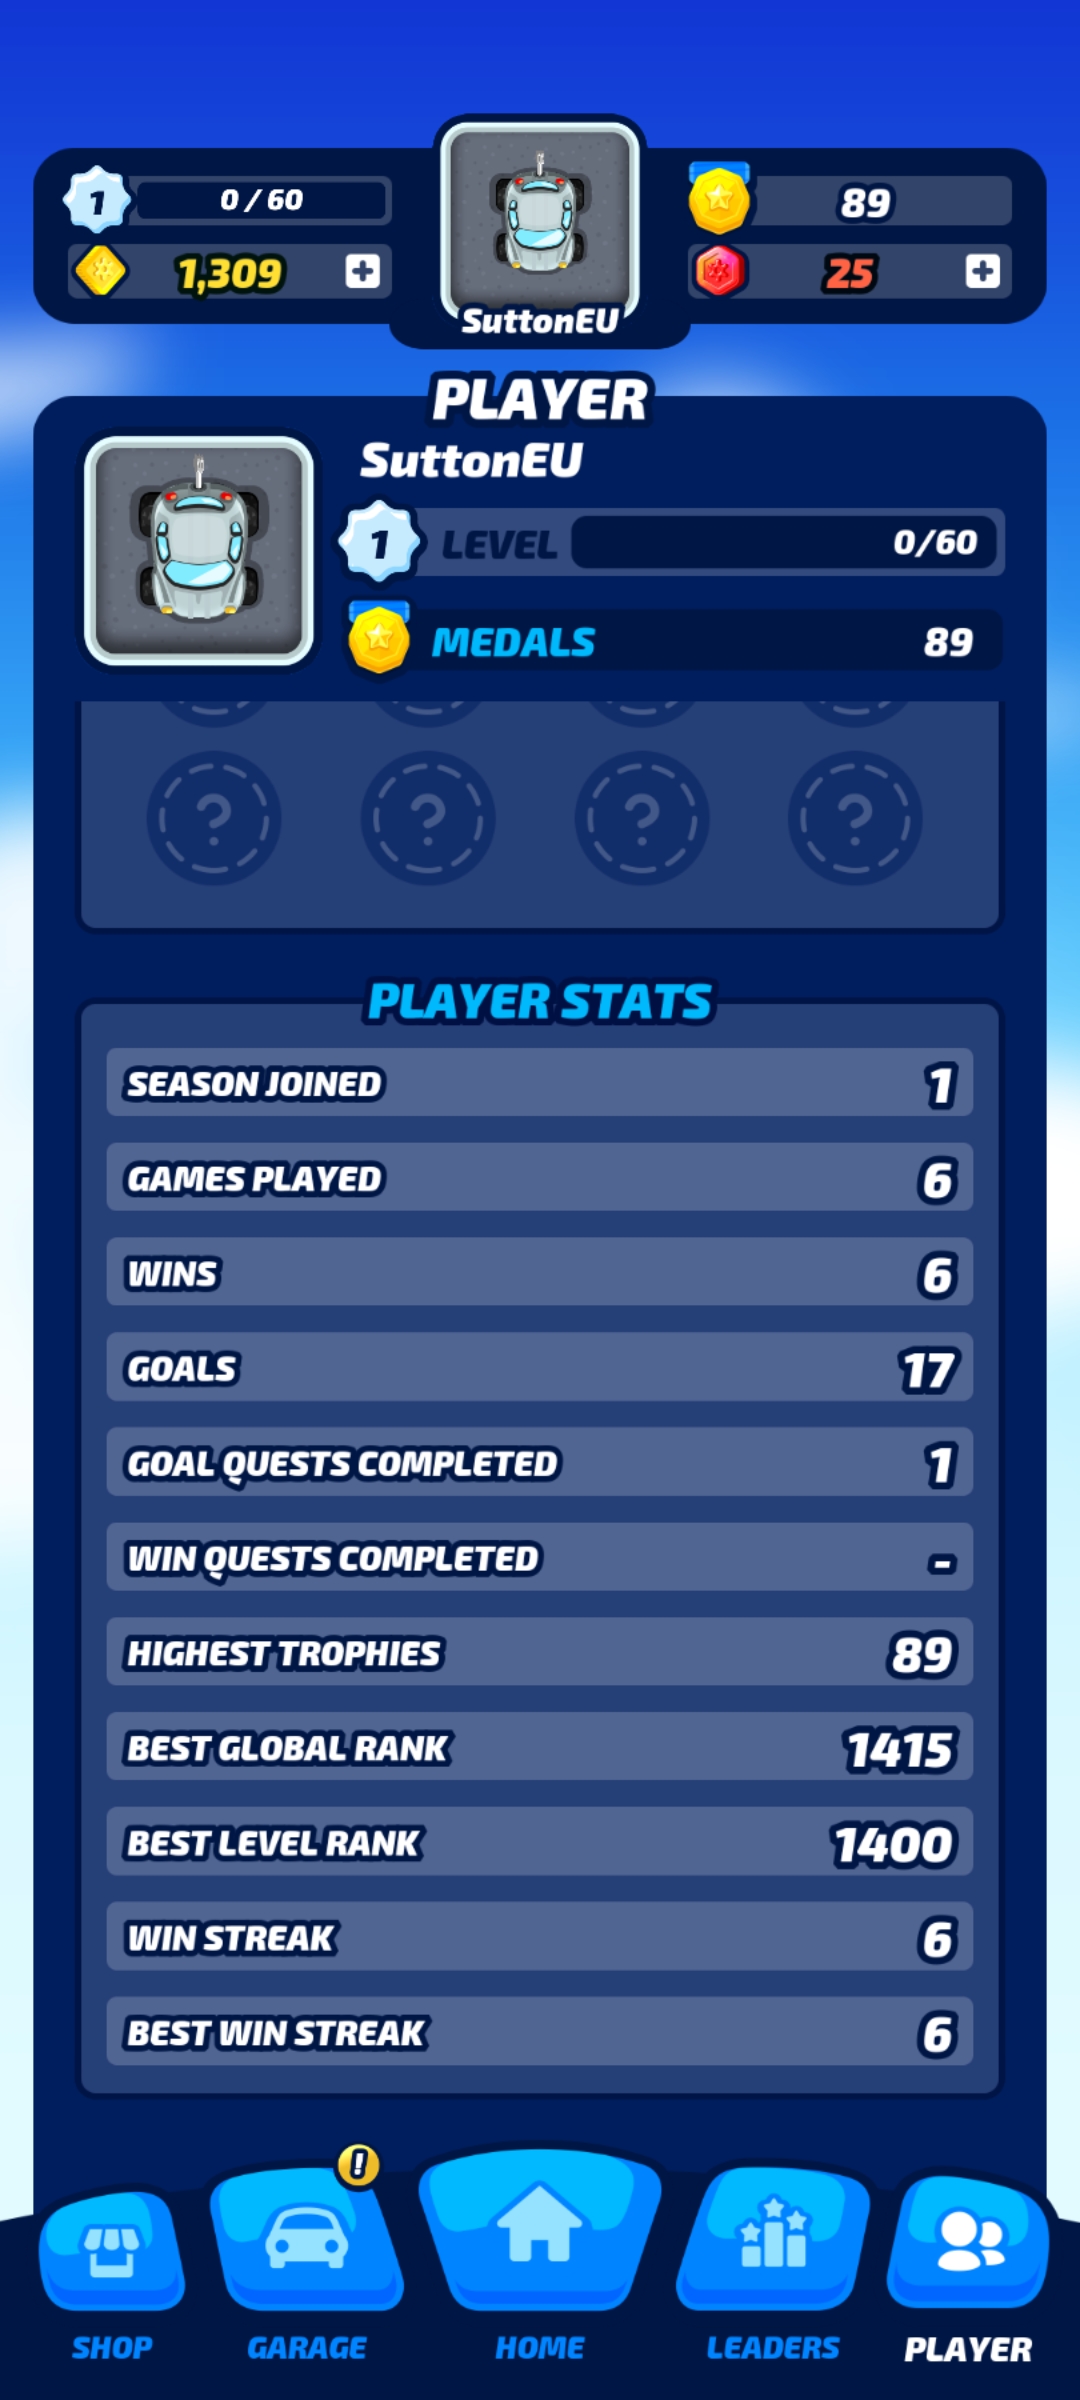 1 0 / 60 89
1,309 + 25 +
SuttonEU
PLAYER
SuttonEU
1 LEVEL 0/60
MEDALS 89
? ? ? ?
PLAYER STATS
SEASON JOINED 1
GAMES PLAYED 6
WINS 6
GOALS 17
GOAL QUESTS COMPLETED 1
WIN QUESTS COMPLETED -
HIGHEST TROPHIES 89
BEST GLOBAL RANK 1415
BEST LEVEL RANK 1400
WIN STREAK 6
BEST WIN STREAK 6
!
SHOP GARAGE HOME LEADERS PLAYER